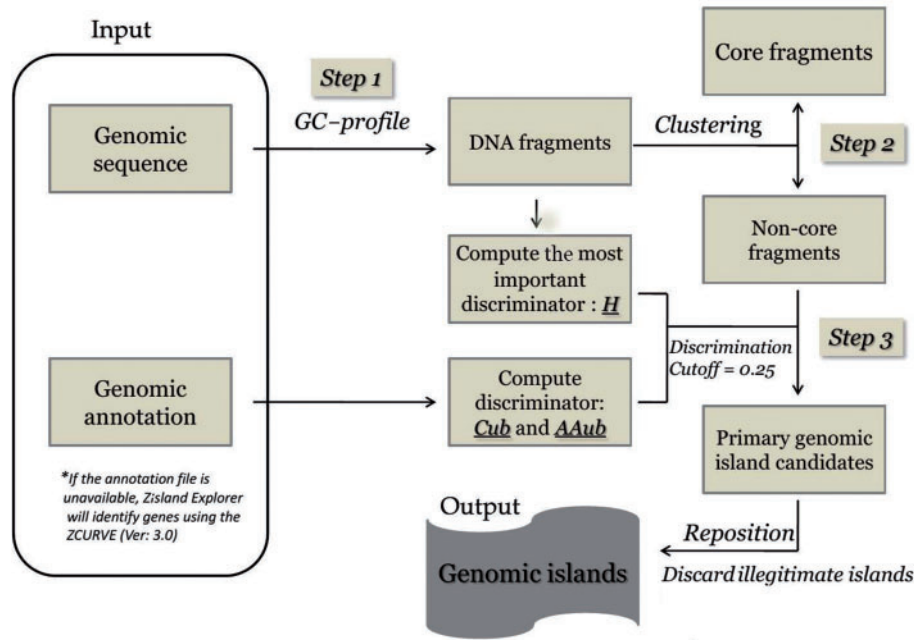 Input
Genomic
sequence
Step 1
GC-profile
DNA fragments
Clustering
Core fragments
Step 2
Non-core
fragments
Compute the most
important
discriminator : H
Genomic
annotation
Compute
discriminator:
Cub and AAub
Discrimination
Cutoff = 0.25
Step 3
Primary genomic
island candidates
*If the annotation file is
unavailable, Zisland Explorer
will identify genes using the
ZCURVE (Ver: 3.0)
Output
Genomic islands
Reposition
Discard illegitimate islands